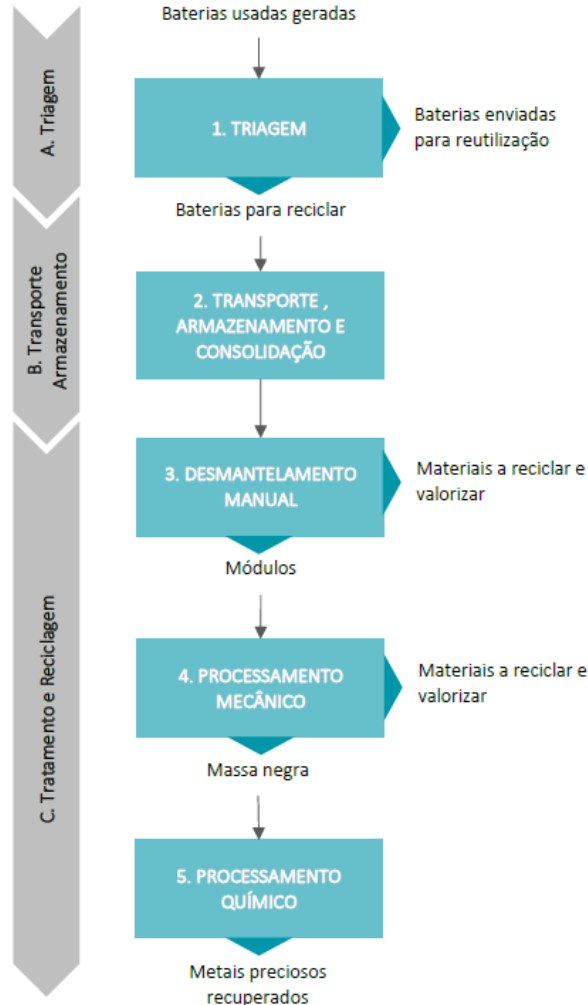 Baterias usadas geradas
A. Triagem
1. TRIAGEM
Baterias enviadas
para reutilização
Baterias para reciclar
B. Transporte
Armazenamento
2. TRANSPORTE ,
ARMAZENAMENTO E
CONSOLIDAÇÃO
C. Tratamento e Reciclagem
3. DESMANTELAMENTO
MANUAL
Materiais a reciclar e
valorizar
Módulos
4. PROCESSAMENTO
MECÂNICO
Materiais a reciclar e
valorizar
Massa negra
5. PROCESSAMENTO
QUÍMICO
Metais preciosos
recuperados